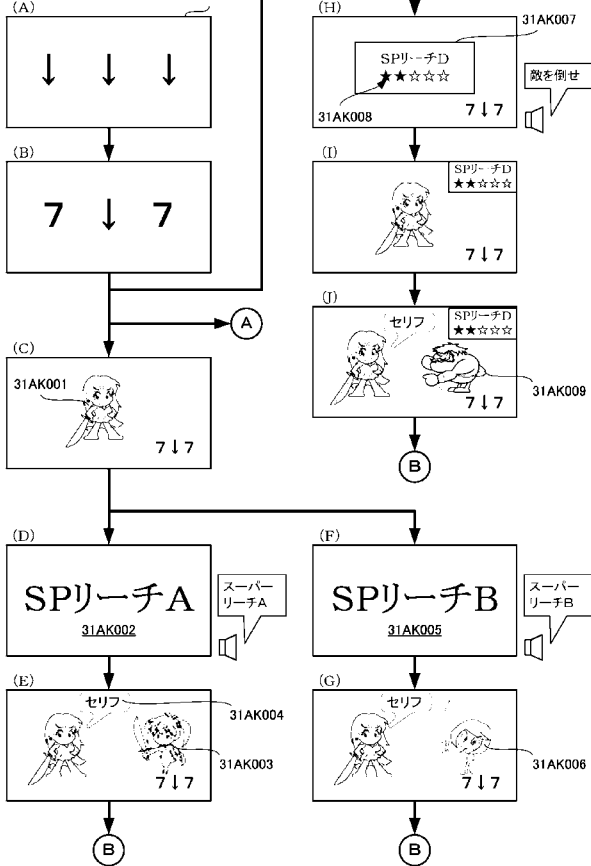 (A)
↓ ↓ ↓
(B)
7 ↓ 7
A
(C)
31AK001
7↓7
(D)
SPリーチA
31AK002
スーパー
リーチA
(E)
セリフ
31AK004
31AK003
7↓7
B
(F)
SPリーチB
31AK005
スーパー
リーチB
(G)
セリフ
31AK006
7↓7
B
(H)
31AK007
SPリーチD
★★☆☆☆
31AK008
7↓7
敵を倒せ
(I)
SPリーチD
★★☆☆☆
7↓7
(J)
セリフ
SPリーチD
★★☆☆☆
31AK009
7↓7
B